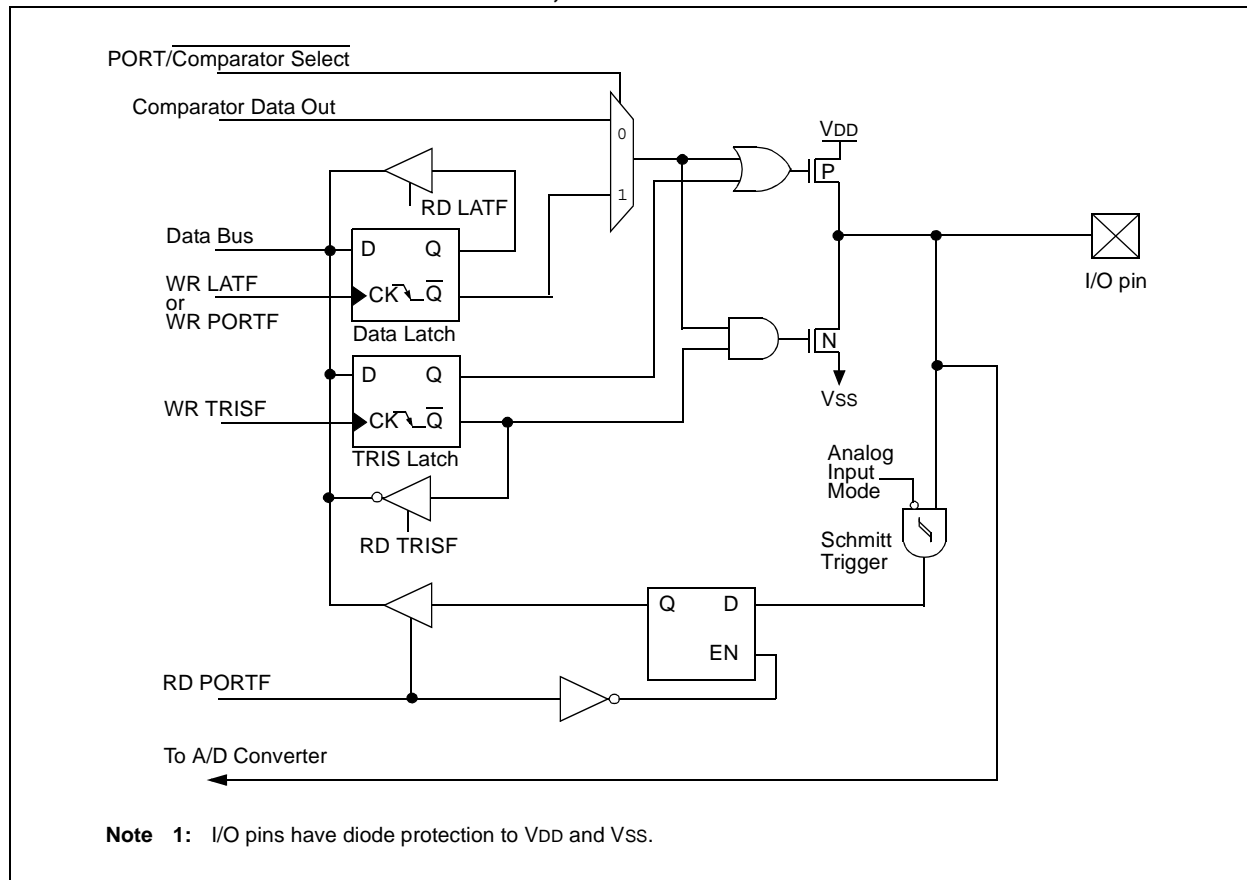 PORT/Comparator Select
Comparator Data Out
0
1
VDD
P
RD LATF
Data Bus
D Q
WR LATF
or
WR PORTF
CK Q
Data Latch
I/O pin
N
VSS
D Q
WR TRISF
CK Q
TRIS Latch
Analog
Input
Mode
RD TRISF
Schmitt
Trigger
Q D
EN
RD PORTF
To A/D Converter
Note 1: I/O pins have diode protection to VDD and VSS.